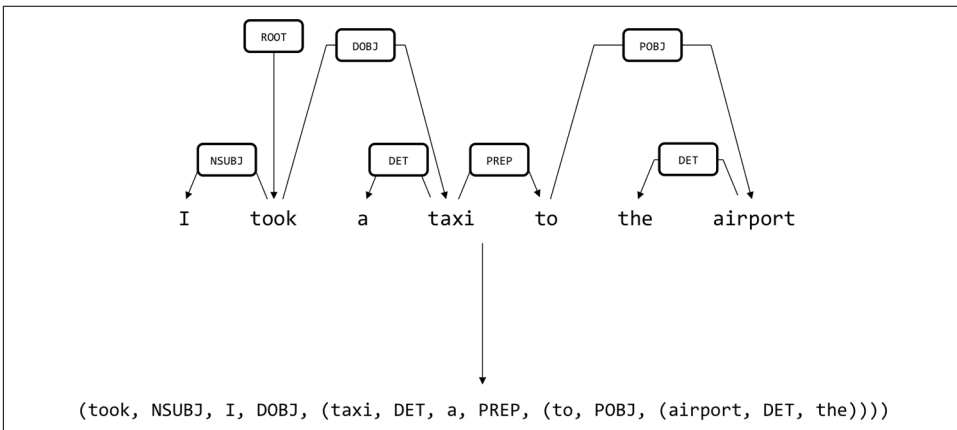 ROOT
DOBJ
POBJ
NSUBJ
DET
PREP
DET
I took a taxi to the airport
(took, NSUBJ, I, DOBJ, (taxi, DET, a, PREP, (to, POBJ, (airport, DET, the))))